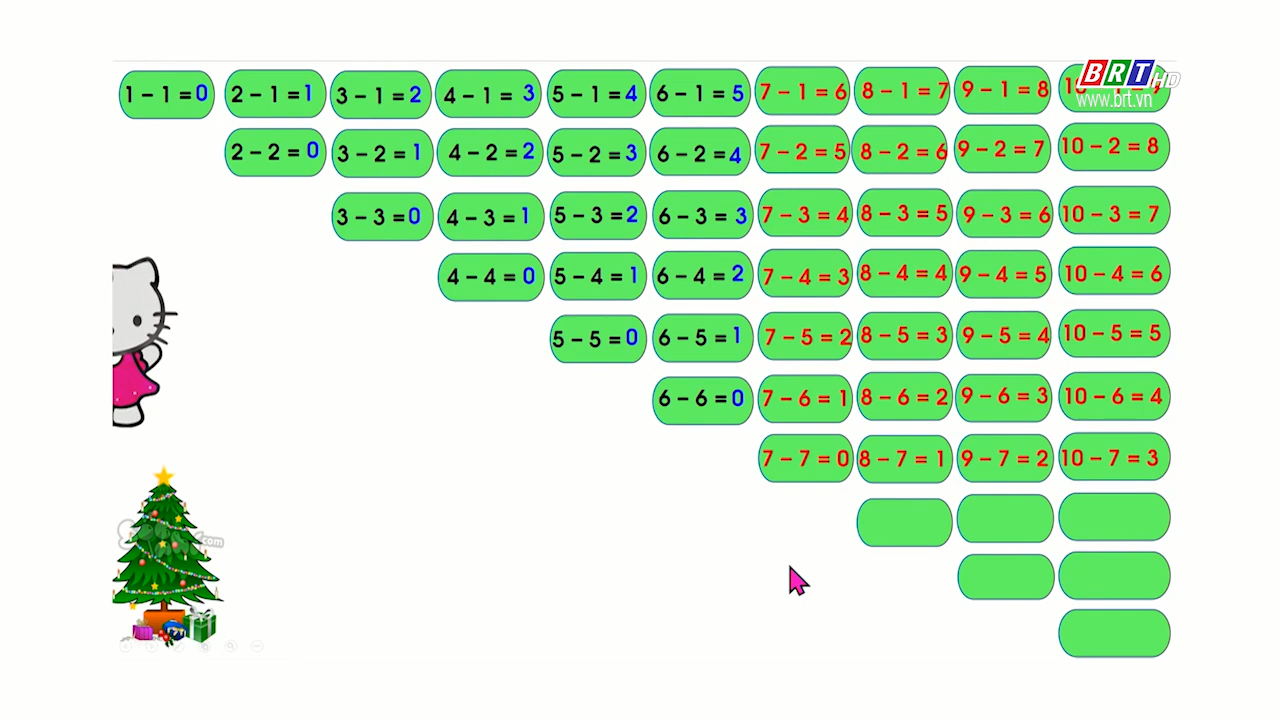 1 – 1 = 0 2 – 1 = 1 3 – 1 = 2 4 – 1 = 3 5 – 1 = 4 6 – 1 = 5 7 – 1 = 6 8 – 1 = 7 9 – 1 = 8
BRT HD
www.brt.vn
2 – 2 = 0 3 – 2 = 1 4 – 2 = 2 5 – 2 = 3 6 – 2 = 4 7 – 2 = 5 8 – 2 = 6 9 – 2 = 7 10 – 2 = 8
3 – 3 = 0 4 – 3 = 1 5 – 3 = 2 6 – 3 = 3 7 – 3 = 4 8 – 3 = 5 9 – 3 = 6 10 – 3 = 7
4 – 4 = 0 5 – 4 = 1 6 – 4 = 2 7 – 4 = 3 8 – 4 = 4 9 – 4 = 5 10 – 4 = 6
5 – 5 = 0 6 – 5 = 1 7 – 5 = 2 8 – 5 = 3 9 – 5 = 4 10 – 5 = 5
6 – 6 = 0 7 – 6 = 1 8 – 6 = 2 9 – 6 = 3 10 – 6 = 4
7 – 7 = 0 8 – 7 = 1 9 – 7 = 2 10 – 7 = 3